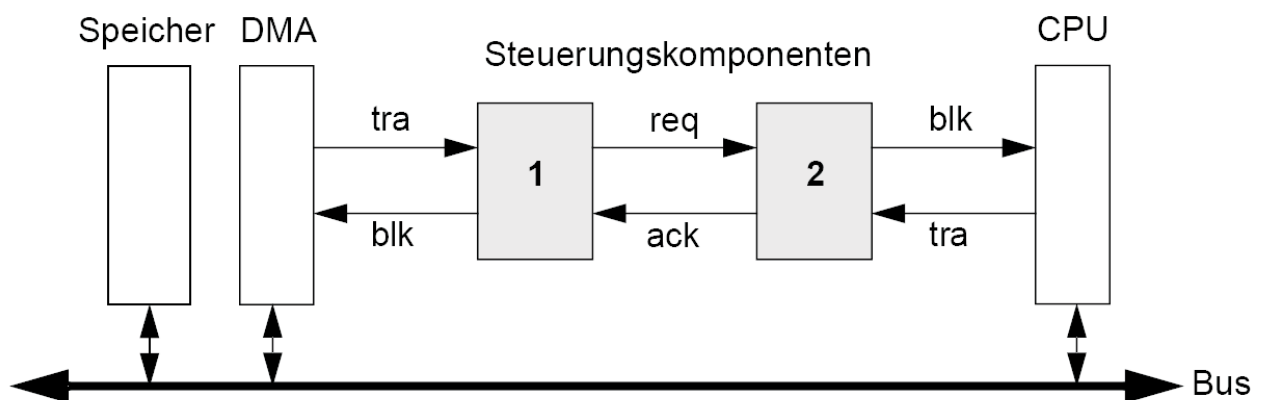 Speicher DMA CPU
Steuerungskomponenten
tra req blk
1 2
blk ack tra
Bus